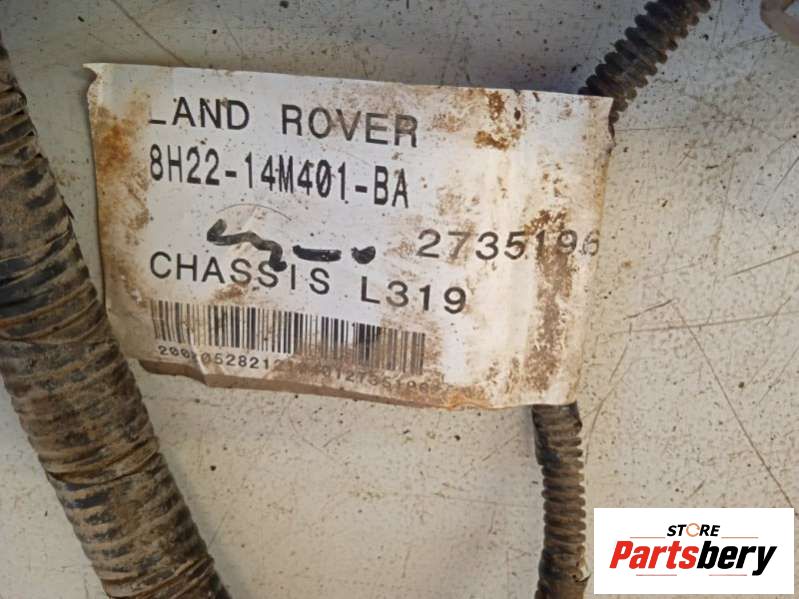 LAND ROVER
8H22-14M401-BA
2735196
CHASSIS L319
STORE
Partsbery